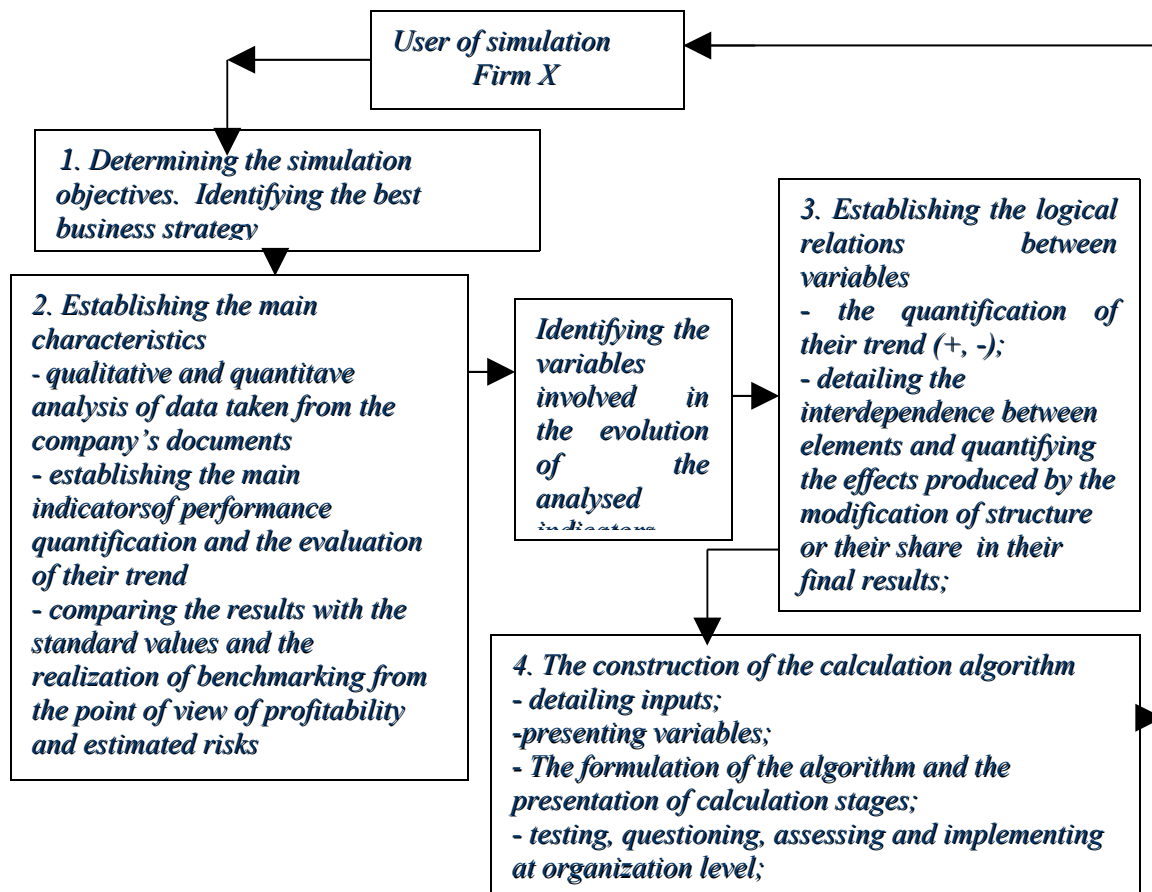 User of simulation
Firm X
1. Determining the simulation
objectives.  Identifying the best
business strategy
2. Establishing the main
characteristics
- qualitative and quantitave
analysis of data taken from the
company’s documents
- establishing the main
indicatorsof performance
quantification and the evaluation
of their trend
- comparing the results with the
standard values and the
realization of benchmarking from
the point of view of profitability
and estimated risks
Identifying the
variables
involved in
the evolution
of the
analysed
indicators
3. Establishing the logical
relations between
variables
- the quantification of
their trend (+, -);
- detailing the
interdependence between
elements and quantifying
the effects produced by the
modification of structure
or their share  in their
final results;
4. The construction of the calculation algorithm
- detailing inputs;
-presenting variables;
- The formulation of the algorithm and the
presentation of calculation stages;
- testing, questioning, assessing and implementing
at organization level;